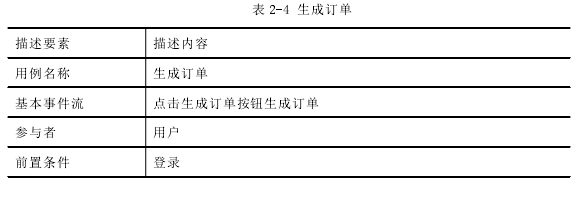 表 2-4 生成订单
描述要素 描述内容
用例名称 生成订单
基本事件流 点击生成订单按钮生成订单
参与者 用户
前置条件 登录